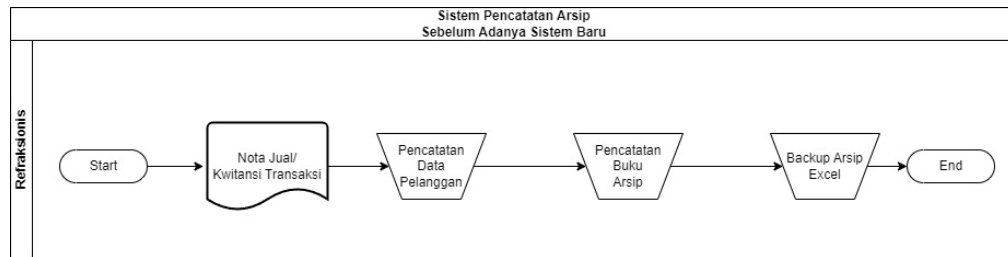 Sistem Pencatatan Arsip
Sebelum Adanya Sistem Baru
Refraksionis
Start
Nota Jual/
Kwitansi Transaksi
Pencatatan
Data
Pelanggan
Pencatatan
Buku
Arsip
Backup Arsip
Excel
End